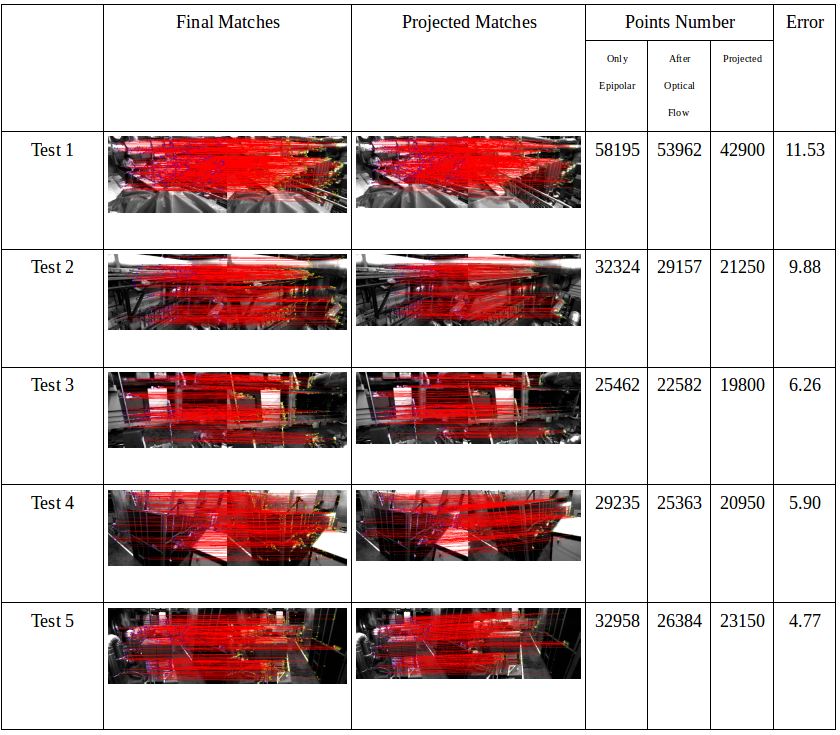 Final Matches Projected Matches Points Number Error
Only Epipolar After Optical Flow Projected
Test 1 58195 53962 42900 11.53
Test 2 32324 29157 21250 9.88
Test 3 25462 22582 19800 6.26
Test 4 29235 25363 20950 5.90
Test 5 32958 26384 23150 4.77